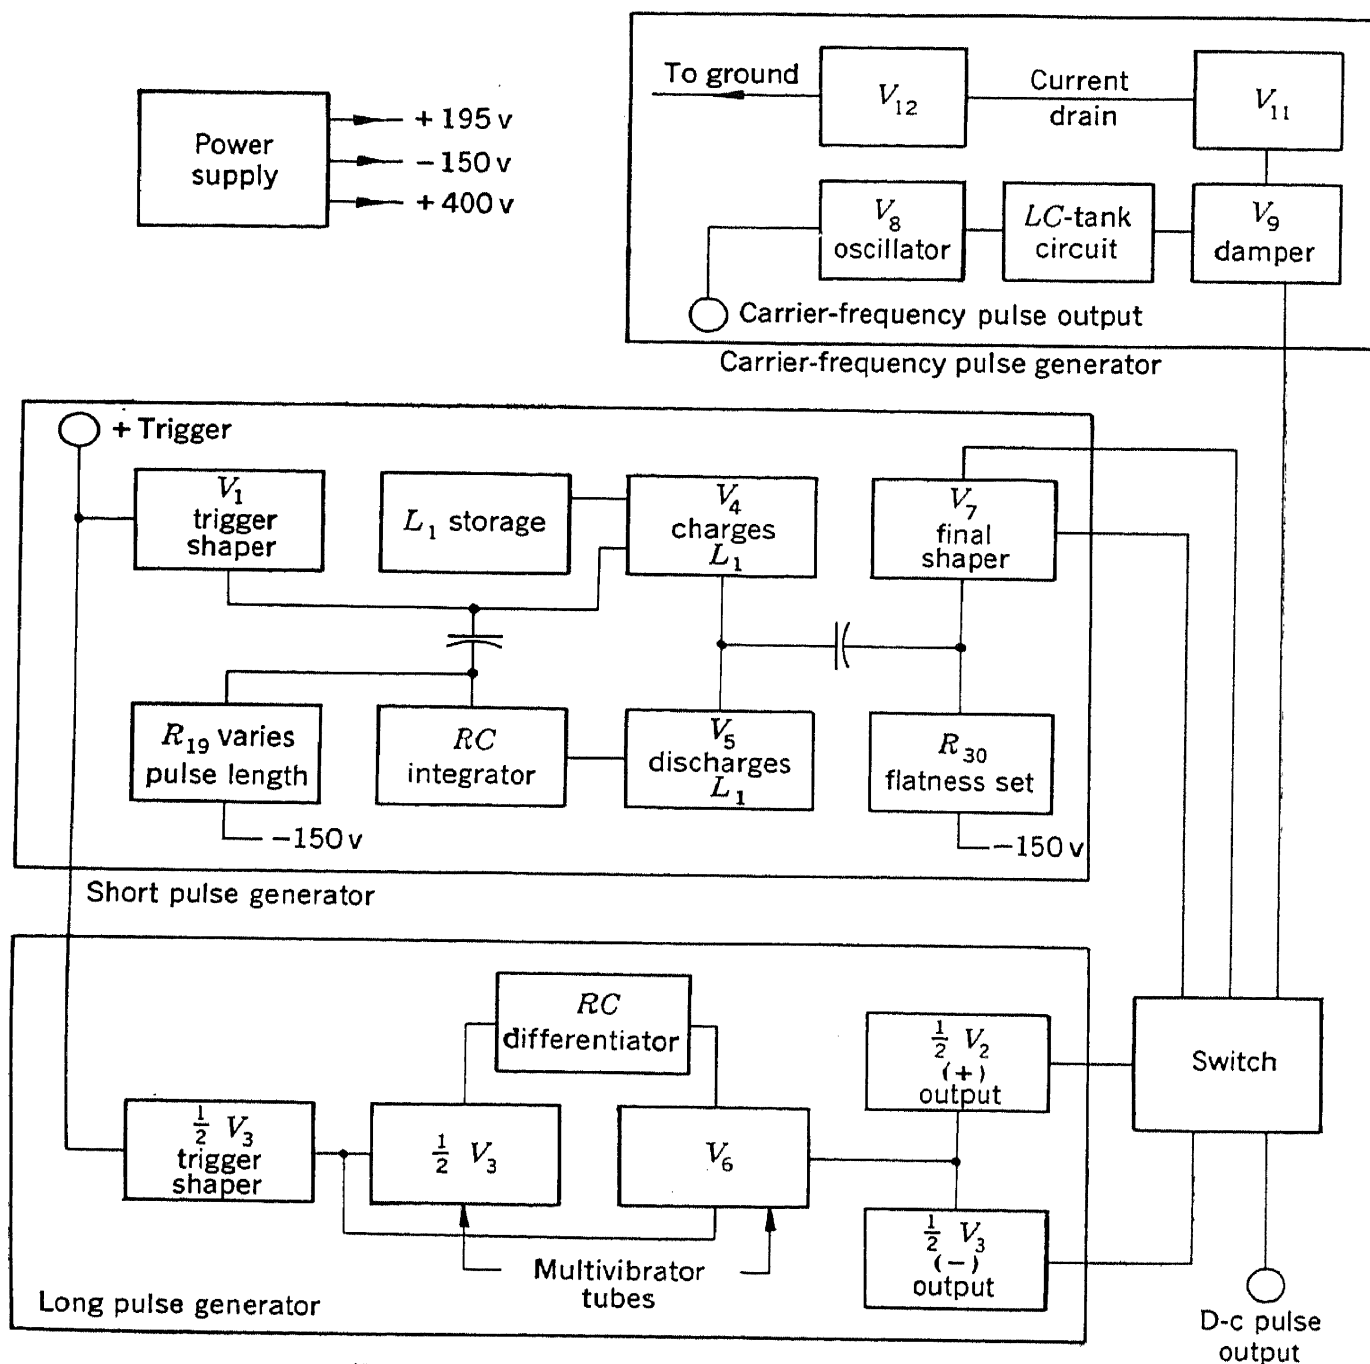 To ground
V12
Current
drain
V11
Power
supply
+ 195 v
− 150 v
+ 400 v
V8
oscillator
LC-tank
circuit
V9
damper
Carrier-frequency pulse output
Carrier-frequency pulse generator
+ Trigger
V1
trigger
shaper
L1 storage
V4
charges
L1
V7
final
shaper
R19 varies
pulse length
RC
integrator
V5
discharges
L1
R30
flatness set
−150 v
−150 v
Short pulse generator
RC
differentiator
1/2 V2
(+)
output
Switch
1/2 V3
trigger
shaper
1/2 V3
V6
1/2 V3
(−)
output
Multivibrator
tubes
Long pulse generator
D-c pulse
output